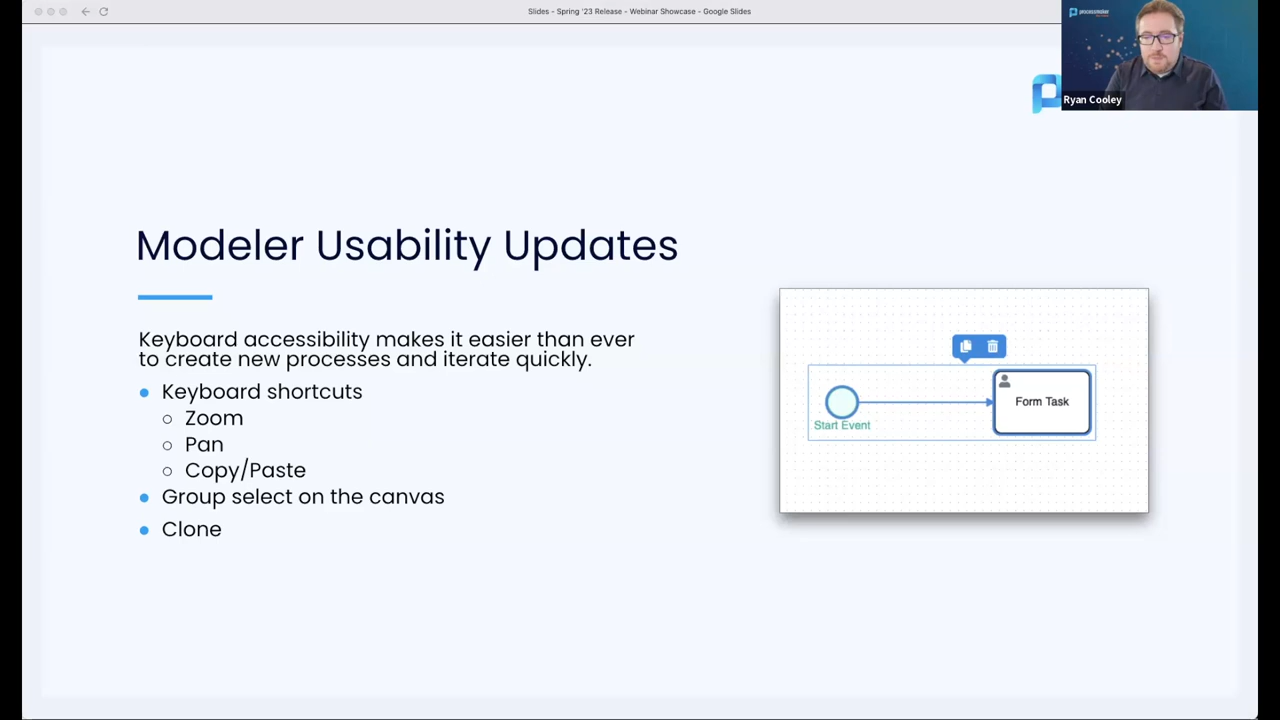 Slides - Spring '23 Release - Webinar Showcase - Google Slides
processmaker
Ryan Cooley
Modeler Usability Updates
Keyboard accessibility makes it easier than ever
to create new processes and iterate quickly.
Keyboard shortcuts
Zoom
Pan
Copy/Paste
Group select on the canvas
Clone
Form Task
Start Event